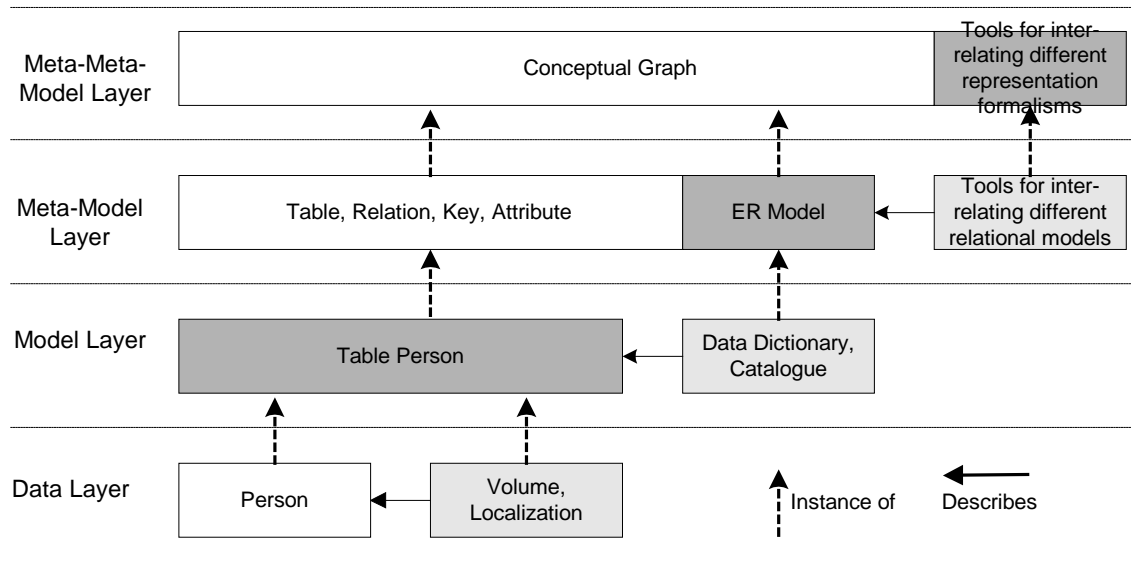 Meta-Meta-
Model Layer
Conceptual Graph
Tools for inter-
relating different
representation
formalisms
Meta-Model
Layer
Table, Relation, Key, Attribute
ER Model
Tools for inter-
relating different
relational models
Model Layer
Table Person
Data Dictionary,
Catalogue
Data Layer
Person
Volume,
Localization
Instance of
Describes